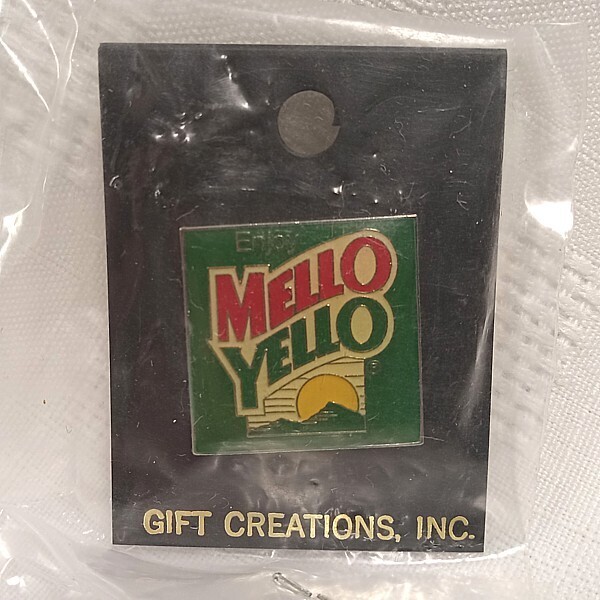 Enjoy
MELLO
YELLO
®
GIFT CREATIONS, INC.